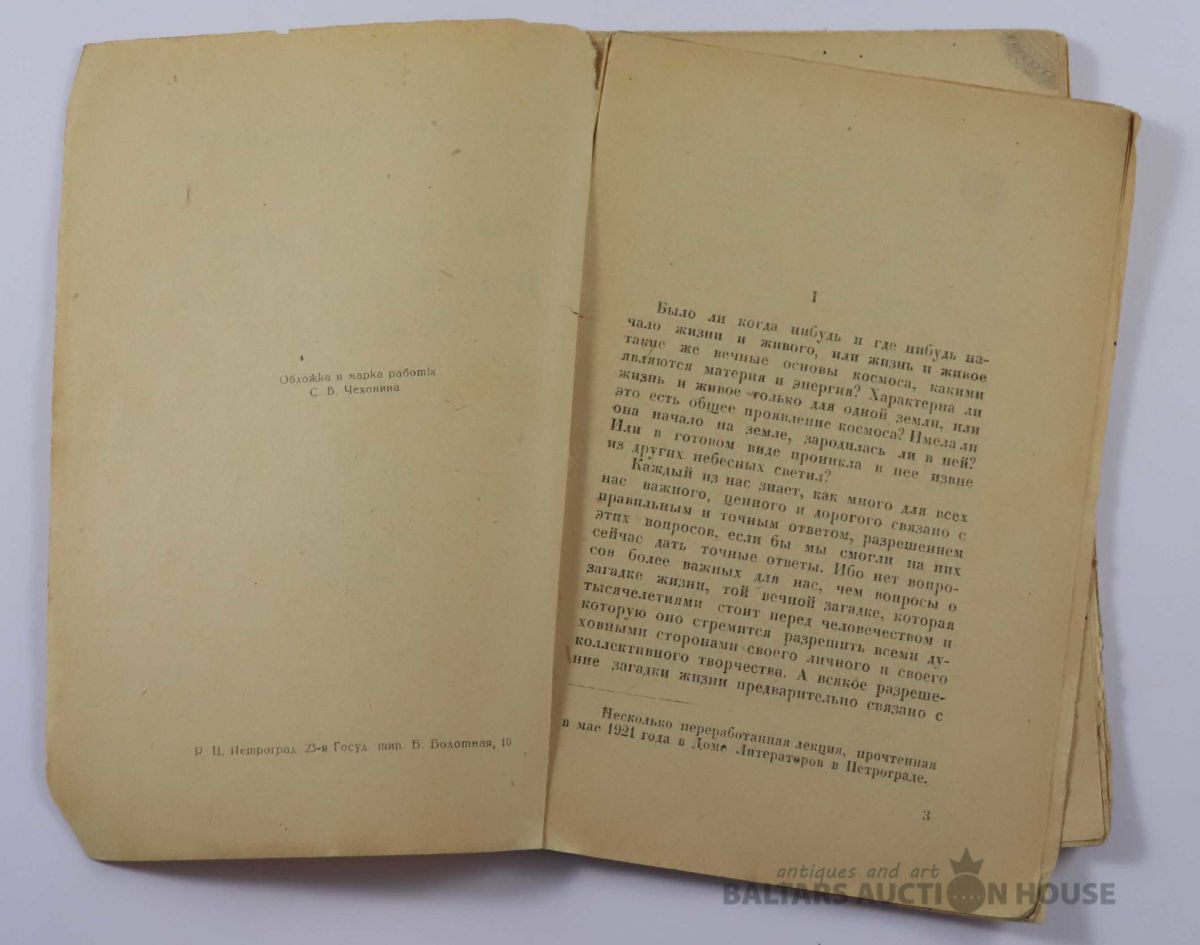 Обложка и марка работы
С. В. Чехонина
Р. Ц. Петроград 23-я Госуд. тип. Б. Болотная, 10
I
Было ли когда нибудь и где нибудь на-
чало жизни и живого, или жизнь и живое
такие же вечные основы космоса, какими
являются материя и энергия? Характерна ли
жизнь и живое только для одной земли, или
это есть общее проявление космоса? Имела ли
она начало на земле, зародилась ли в ней?
Или в готовом виде проникла в нее извне
из других небесных светил?
Каждый из нас знает, как много для всех
нас важного, ценного и дорогого связано с
правильным и точным ответом, разрешением
этих вопросов, если бы мы смогли на них
сейчас дать точные ответы. Ибо нет вопро-
сов более важных для нас, чем вопросы о
загадке жизни, той вечной загадке, которая
тысячелетиями стоит перед человечеством и
которую оно стремится разрешить всеми ду-
ховными сторонами своего личного и своего
коллективного творчества. А всякое разреше-
ние загадки жизни предварительно связано с
Несколько переработанная лекция, прочтенная
в мае 1921 года в Доме Литераторов в Петрограде.
3
antiques and art
BALTARS AUCTION HOUSE